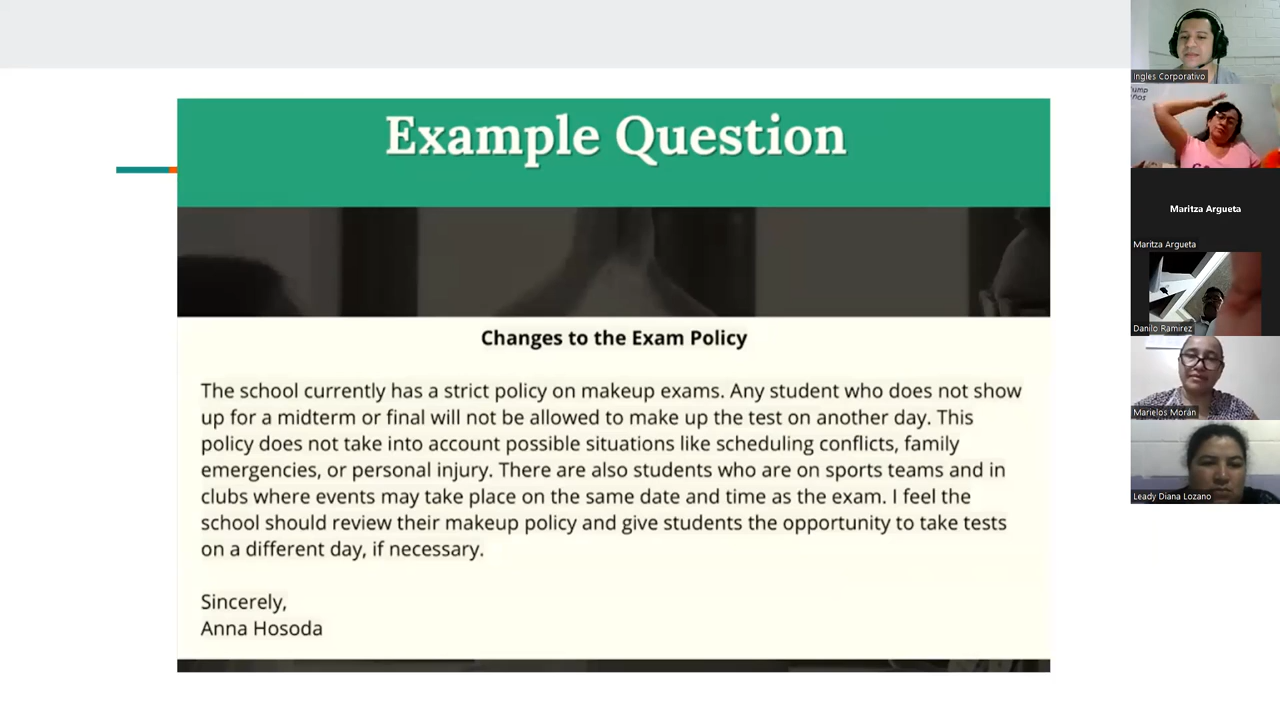 Example Question
Changes to the Exam Policy
The school currently has a strict policy on makeup exams. Any student who does not show
up for a midterm or final will not be allowed to make up the test on another day. This
policy does not take into account possible situations like scheduling conflicts, family
emergencies, or personal injury. There are also students who are on sports teams and in
clubs where events may take place on the same date and time as the exam. I feel the
school should review their makeup policy and give students the opportunity to take tests
on a different day, if necessary.
Sincerely,
Anna Hosoda
Ingles Corporativo
Maritza Argueta
Maritza Argueta
Danilo Ramirez
Marielos Morán
Leady Diana Lozano